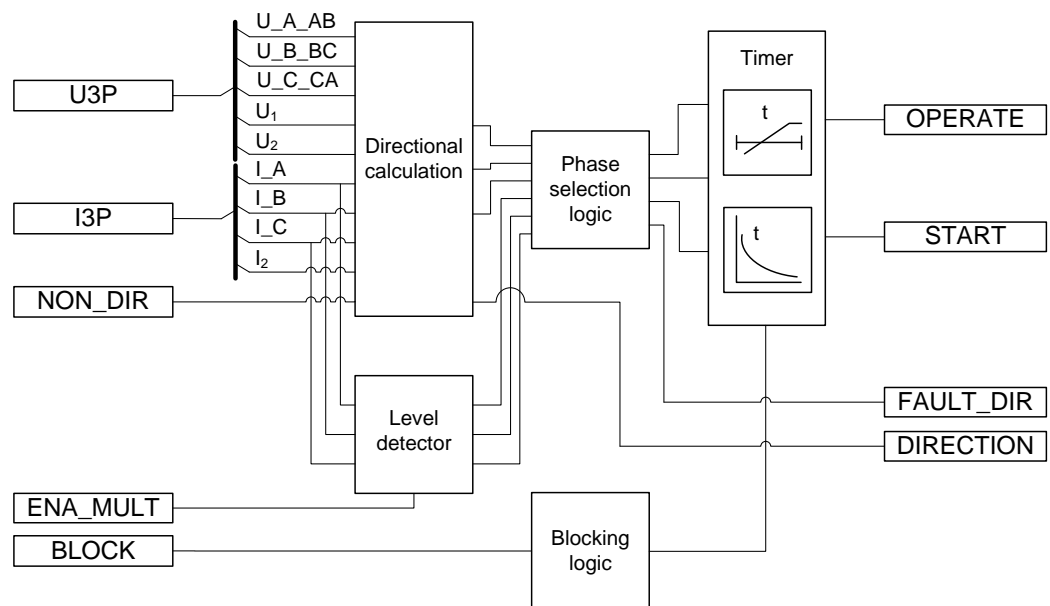 U_A_AB
U_B_BC
U_C_CA
U₁
U₂
I_A
I_B
I_C
I₂
U3P
I3P
NON_DIR
ENA_MULT
BLOCK
Directional
calculation
Level
detector
Phase
selection
logic
Blocking
logic
Timer
t
t
OPERATE
START
FAULT_DIR
DIRECTION